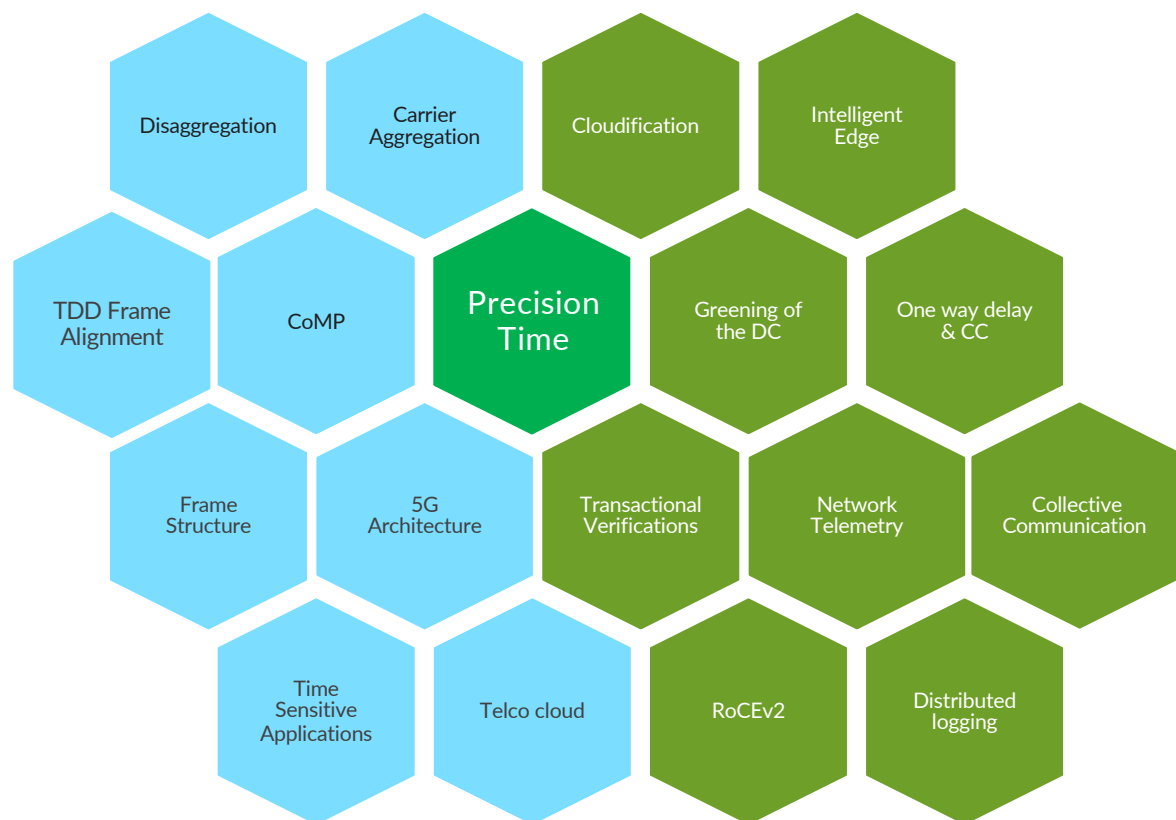 Disaggregation
Carrier
Aggregation
Cloudification
Intelligent
Edge
TDD Frame
Alignment
CoMP
Precision
Time
Greening of
the DC
One way delay
& CC
Frame
Structure
5G
Architecture
Transactional
Verifications
Network
Telemetry
Collective
Communication
Time
Sensitive
Applications
Telco cloud
RoCEv2
Distributed
logging